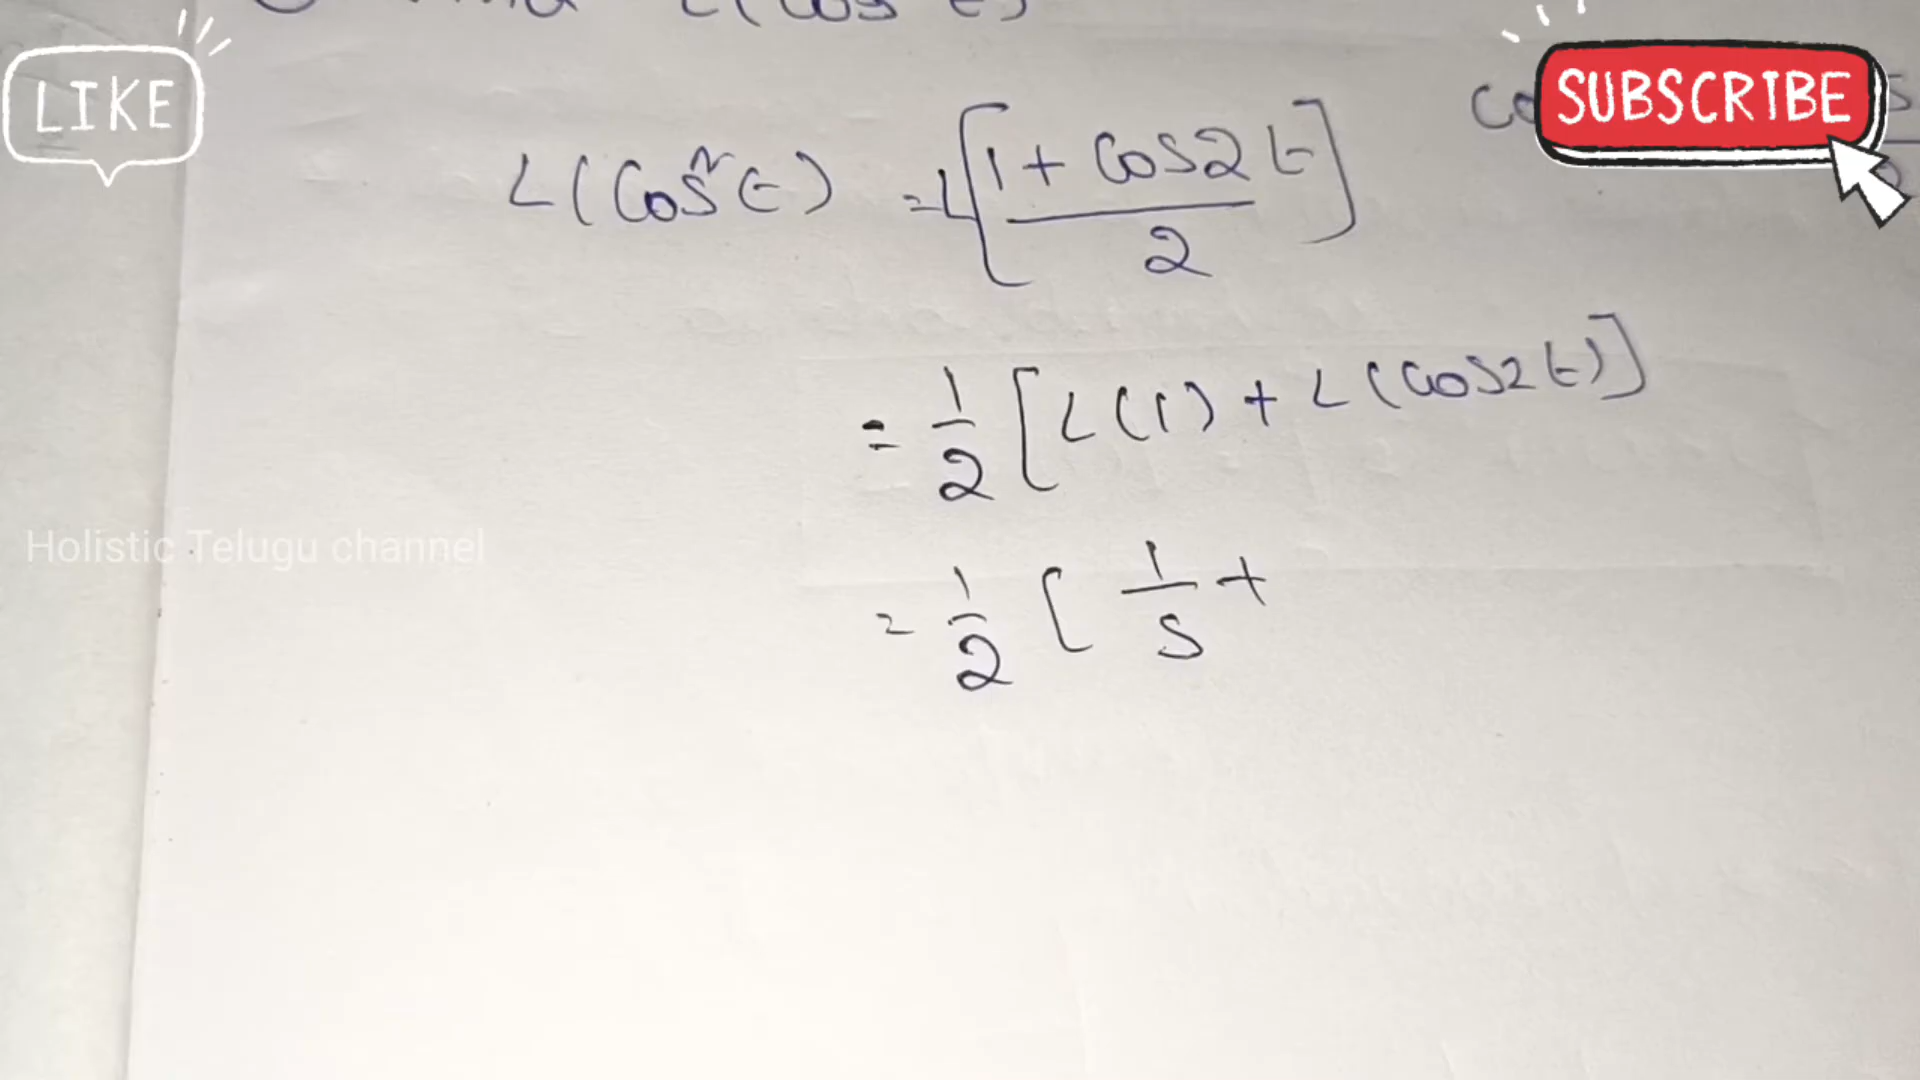 LIKE
SUBSCRIBE
L(Cos²t) = L[1 + Cos2t / 2]
= 1/2 [L(1) + L(Cos2t)]
Holistic Telugu channel
= 1/2 [ 1/s +